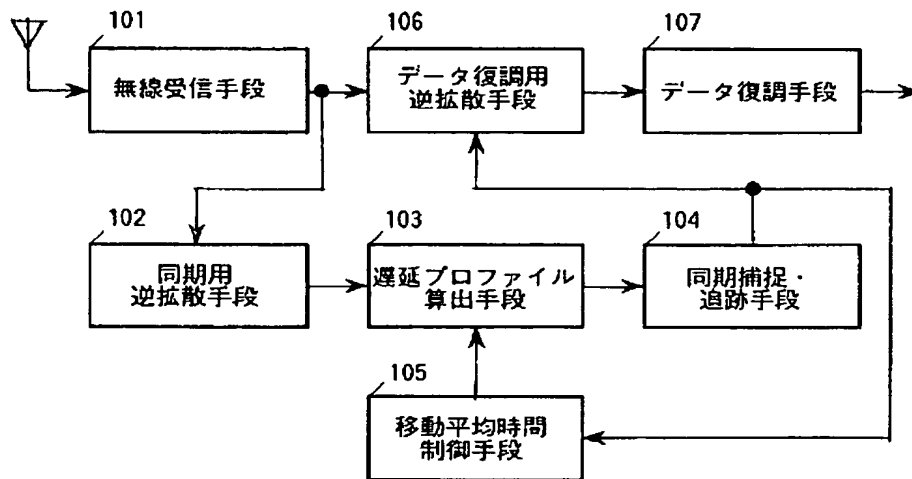 101
無線受信手段
106
データ復調用
逆拡散手段
107
データ復調手段
102
同期用
逆拡散手段
103
遅延プロファイル
算出手段
104
同期捕捉・
追跡手段
105
移動平均時間
制御手段